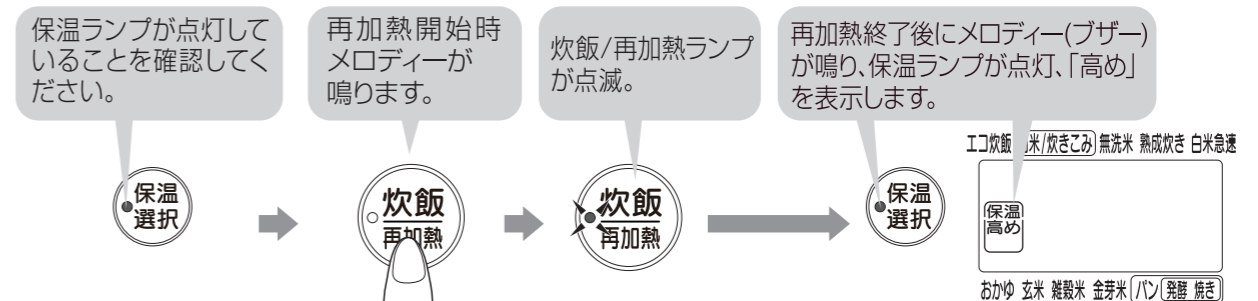 保温ランプが点灯して
いることを確認してく
ださい。
再加熱開始時
メロディーが
鳴ります。
炊飯/再加熱ランプ
が点滅。
再加熱終了後にメロディー(ブザー)
が鳴り、保温ランプが点灯、「高め」
を表示します。
保温
選択
炊飯
再加熱
炊飯
再加熱
保温
選択
エコ炊飯 米/炊きこみ 無洗米 熟成炊き 白米急速
保温
高め
おかゆ 玄米 雑穀米 金芽米 パン 発酵 焼き